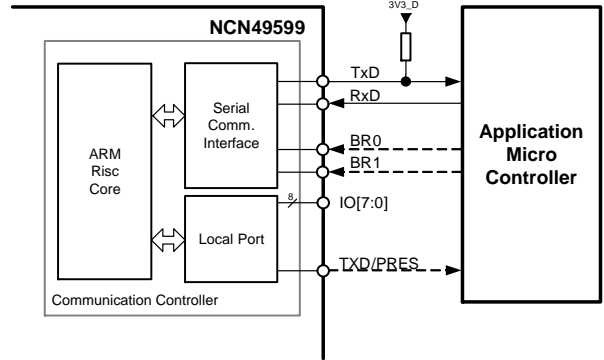 3V3_D
NCN49599
TxD
RxD
Serial
Comm.
Interface
BR0
BR1
ARM
Risc
Core
Application
Micro
Controller
8
IO[7:0]
Local Port
TXD/PRES
Communication Controller